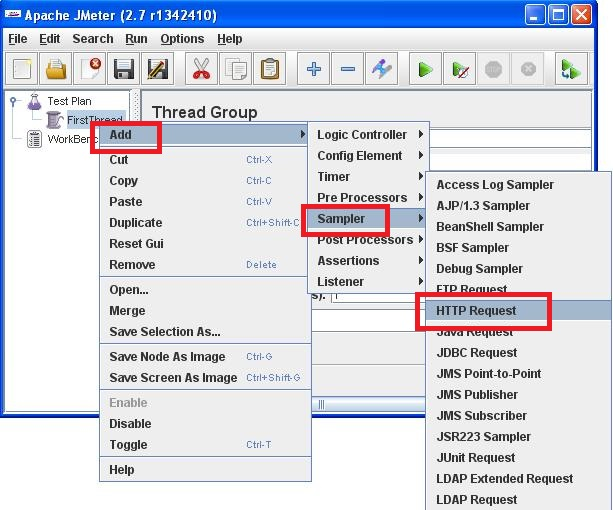 Apache JMeter (2.7 r1342410)
File Edit Search Run Options Help
Test Plan
FirstThread
WorkBenc
Thread Group
Add
Cut Ctrl-X
Copy Ctrl-C
Paste Ctrl-V
Duplicate Ctrl+Shift-C
Reset Gui
Remove Delete
Open...
Merge
Save Selection As...
Save Node As Image Ctrl-G
Save Screen As Image Ctrl+Shift-G
Enable
Disable
Toggle Ctrl-T
Help
Logic Controller
Config Element
Timer
Pre Processors
Sampler
Post Processors
Assertions
Listener
Access Log Sampler
AJP/1.3 Sampler
BeanShell Sampler
BSF Sampler
Debug Sampler
FTP Request
HTTP Request
Java Request
JDBC Request
JMS Point-to-Point
JMS Publisher
JMS Subscriber
JSR223 Sampler
JUnit Request
LDAP Extended Request
LDAP Request